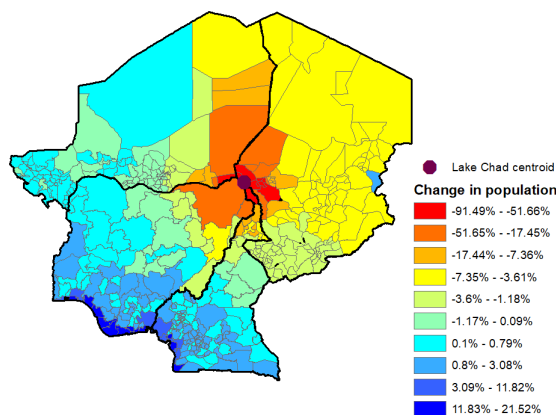 Lake Chad centroid
Change in population
-91.49% - -51.66%
-51.65% - -17.45%
-17.44% - -7.36%
-7.35% - -3.61%
-3.6% - -1.18%
-1.17% - 0.09%
0.1% - 0.79%
0.8% - 3.08%
3.09% - 11.82%
11.83% - 21.52%